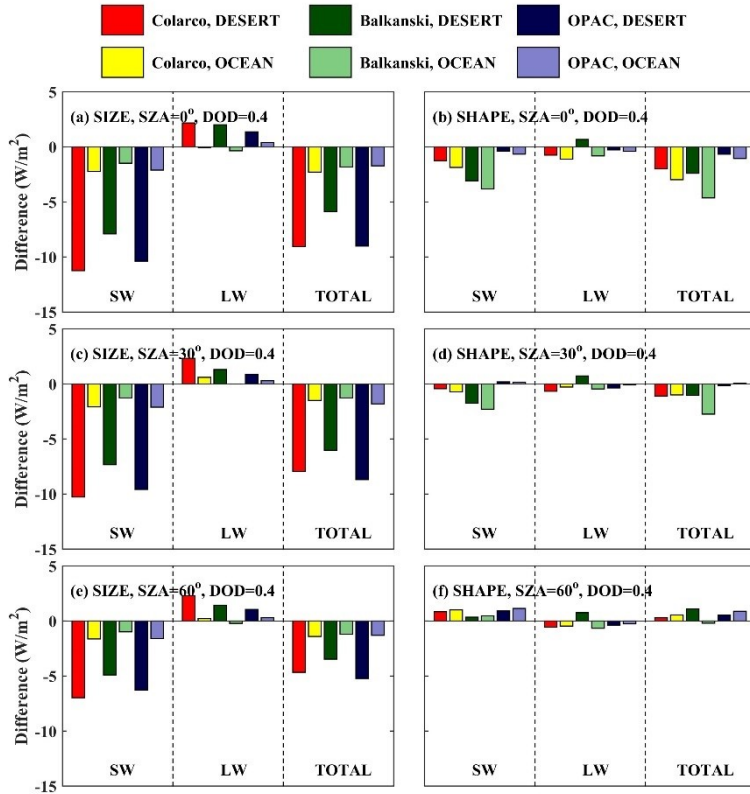 Colarco, DESERT Balkanski, DESERT OPAC, DESERT
Colarco, OCEAN Balkanski, OCEAN OPAC, OCEAN
(a) SIZE, SZA=0°, DOD=0.4
5
0
-5
-10
-15
Difference (W/m²)
SW LW TOTAL
(b) SHAPE, SZA=0°, DOD=0.4
SW LW TOTAL
(c) SIZE, SZA=30°, DOD=0.4
5
0
-5
-10
-15
Difference (W/m²)
SW LW TOTAL
(d) SHAPE, SZA=30°, DOD=0.4
SW LW TOTAL
(e) SIZE, SZA=60°, DOD=0.4
5
0
-5
-10
-15
Difference (W/m²)
SW LW TOTAL
(f) SHAPE, SZA=60°, DOD=0.4
SW LW TOTAL